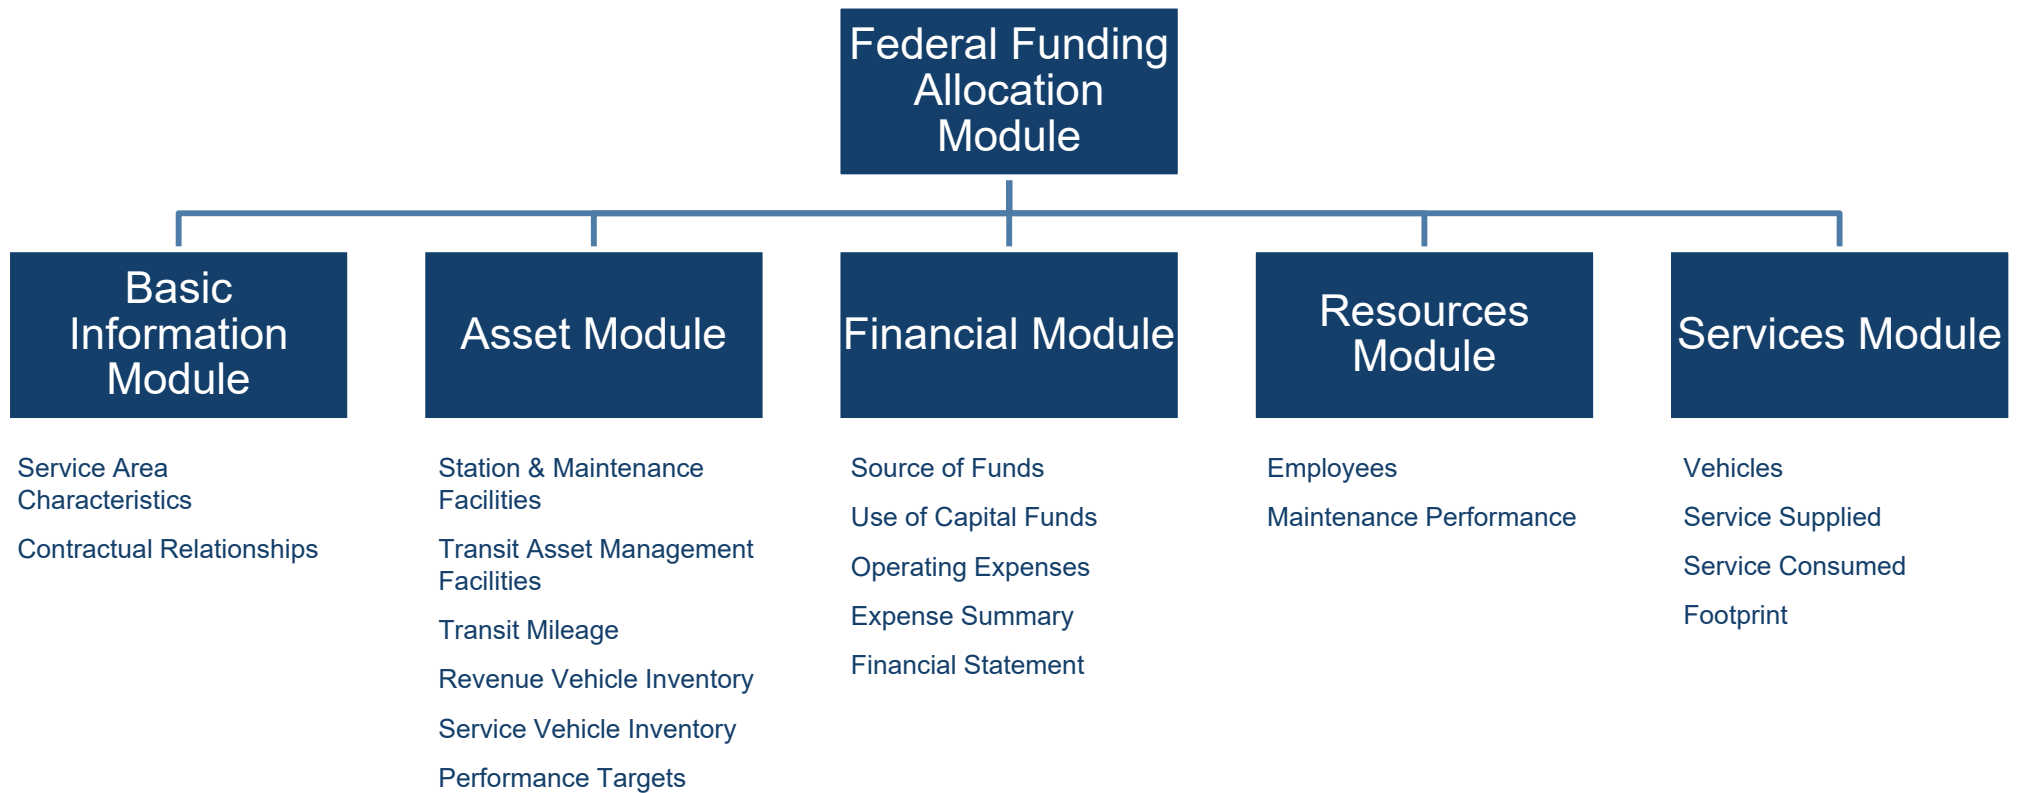 Federal Funding
Allocation
Module
Basic
Information
Module
Asset Module
Financial Module
Resources
Module
Services Module
Service Area
Characteristics
Contractual Relationships
Station & Maintenance
Facilities
Transit Asset Management
Facilities
Transit Mileage
Revenue Vehicle Inventory
Service Vehicle Inventory
Performance Targets
Source of Funds
Use of Capital Funds
Operating Expenses
Expense Summary
Financial Statement
Employees
Maintenance Performance
Vehicles
Service Supplied
Service Consumed
Footprint